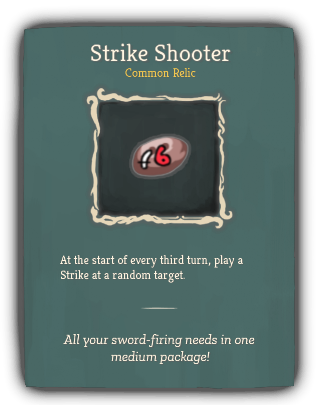 Strike Shooter
Common Relic
6
At the start of every third turn, play a
Strike at a random target.
All your sword-firing needs in one
medium package!